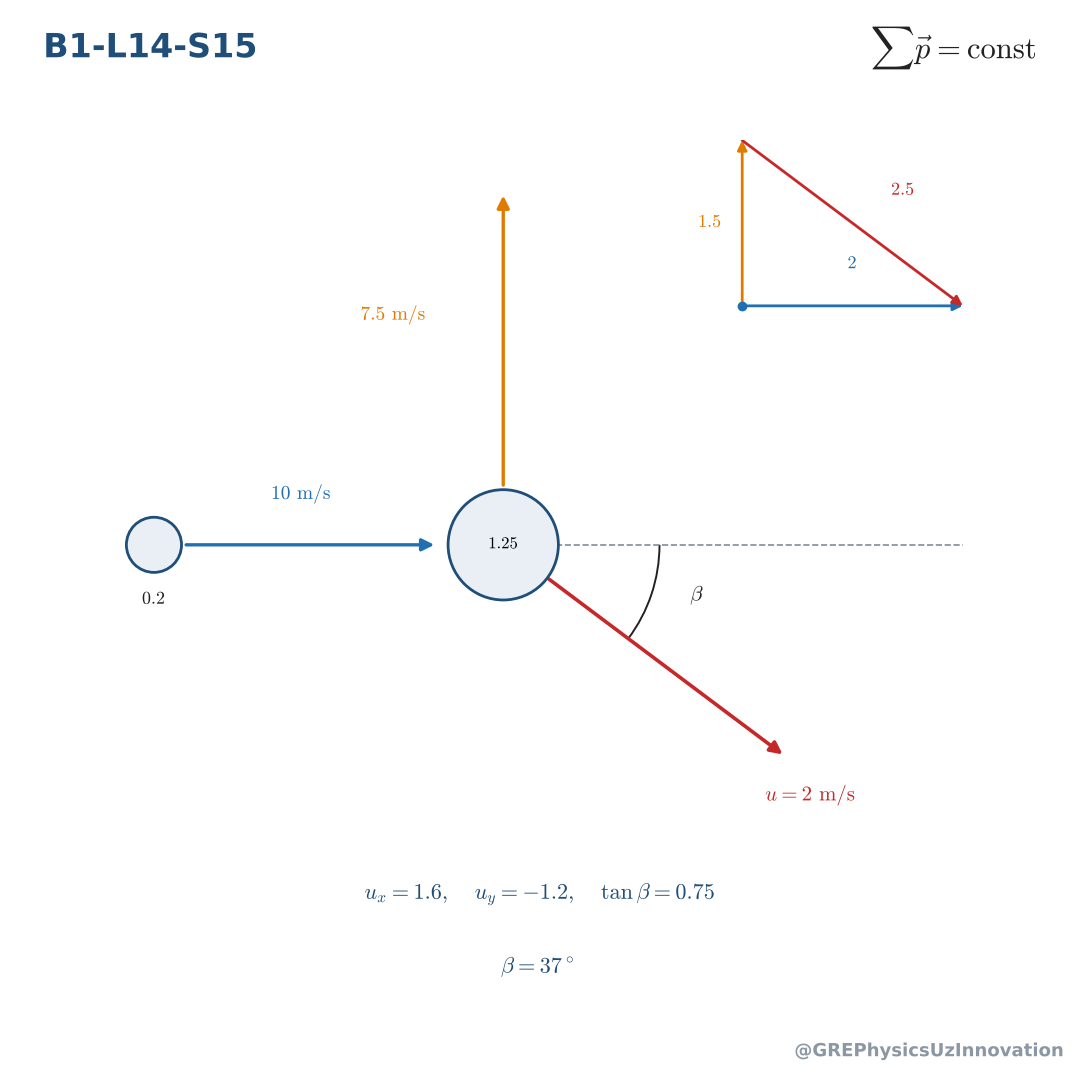 B1-L14-S15
∑p⃗ = const
2.5
1.5
2
7.5 m/s
10 m/s
1.25
0.2
β
u = 2 m/s
uₓ = 1.6, u_y = −1.2, tan β = 0.75
β = 37°
@GREPhysicsUzInnovation